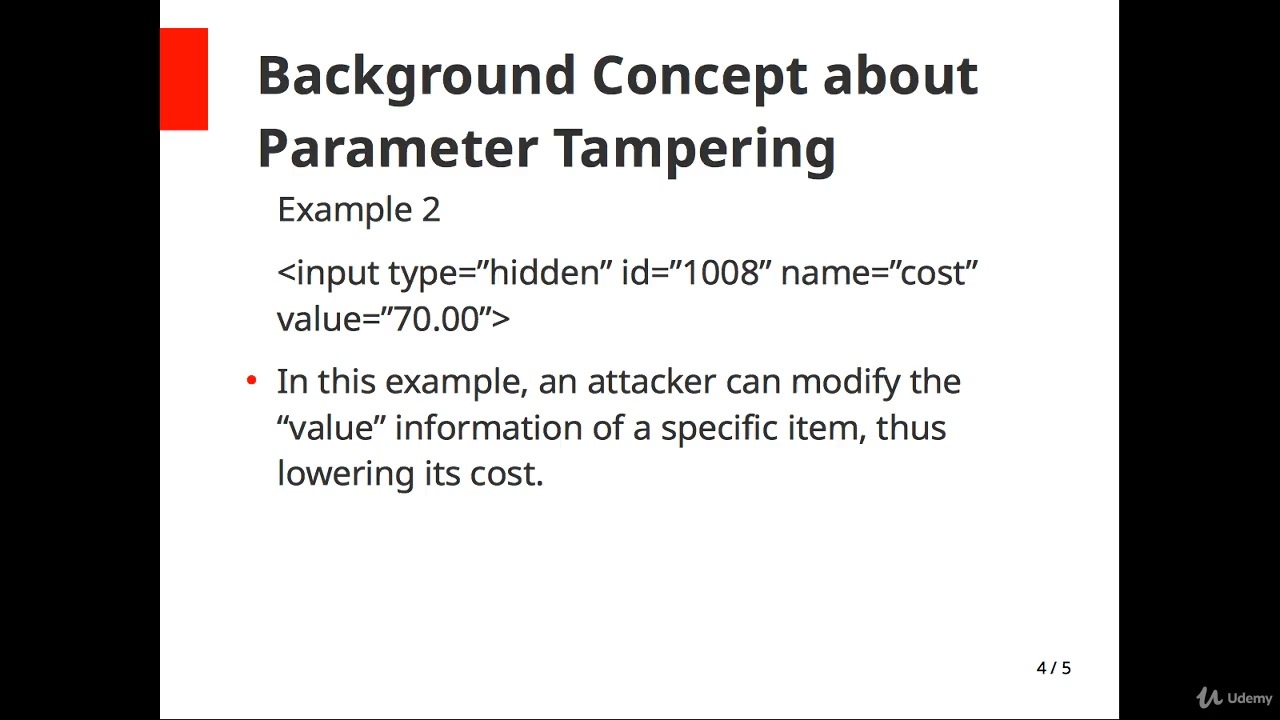 Background Concept about
Parameter Tampering
Example 2
<input type=”hidden” id=”1008” name=”cost”
value=”70.00”>
• In this example, an attacker can modify the
“value” information of a specific item, thus
lowering its cost.
4 / 5
Udemy